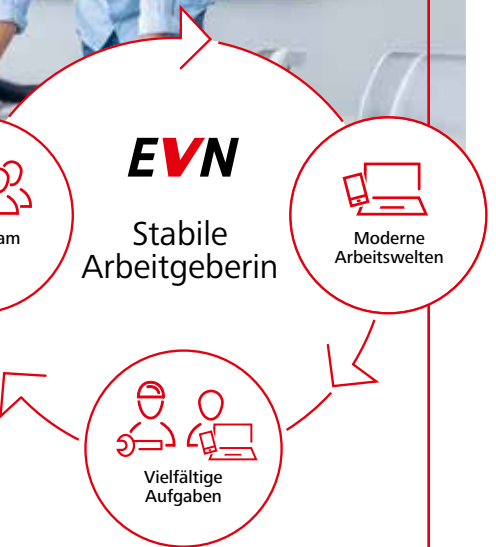 EVN
Stabile
Arbeitgeberin
Moderne
Arbeitswelten
Vielfältige
Aufgaben